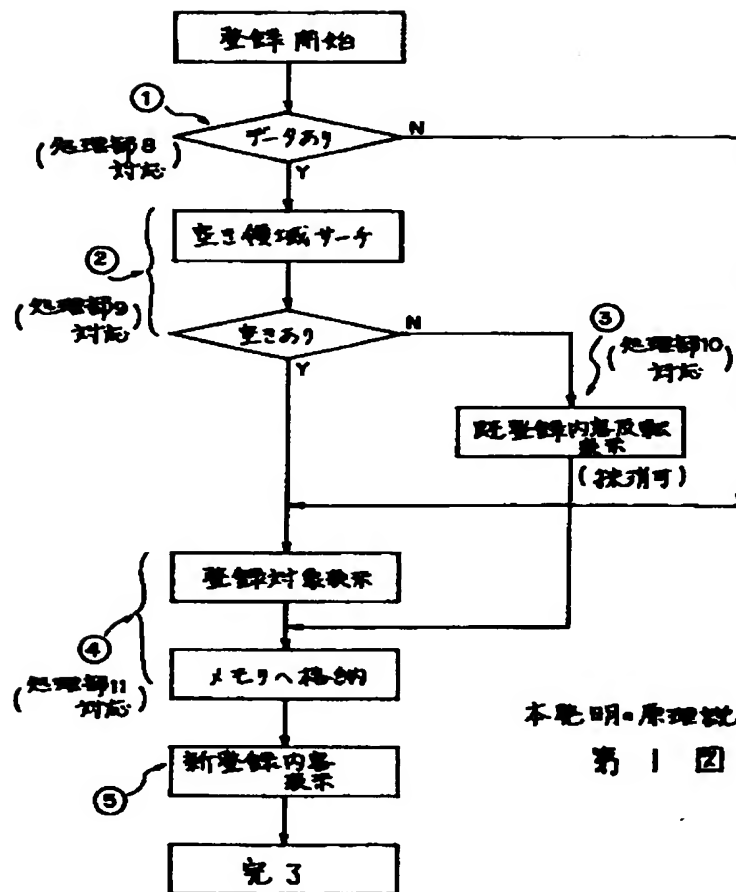 登録開始
①
データあり
N
(処理部8
対応)
Y
空き領域サーチ
②
(処理部9
対応)
空きあり
N
Y
③
(処理部10
対応)
既登録内容反転
表示
(抹消可)
登録対象表示
④
メモリへ格納
(処理部11
対応)
本発明の原理説
第1図
新登録内容
表示
⑤
完了